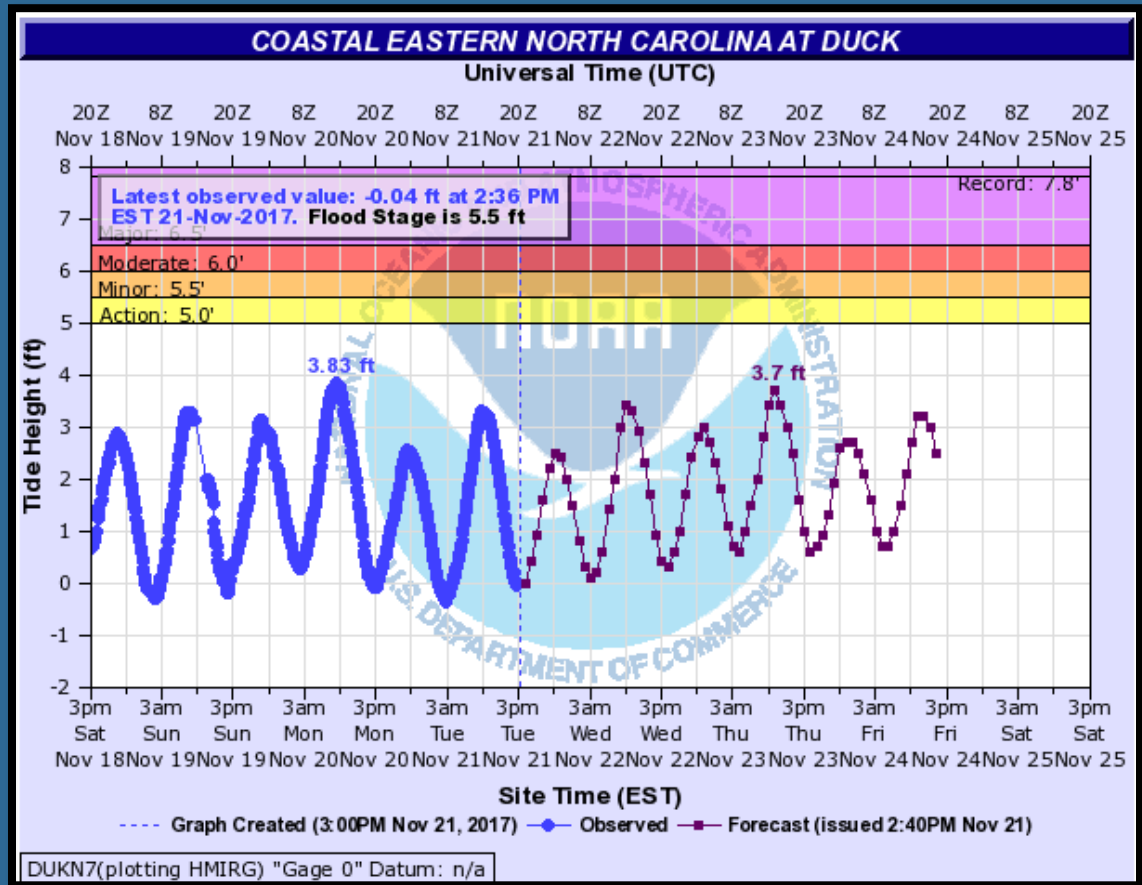 COASTAL EASTERN NORTH CAROLINA AT DUCK
Universal Time (UTC)
20Z 8Z 20Z 8Z 20Z 8Z 20Z 8Z 20Z 8Z 20Z 8Z 20Z 8Z 20Z
Nov 18 Nov 19 Nov 19 Nov 20 Nov 20 Nov 21 Nov 21 Nov 22 Nov 22 Nov 23 Nov 23 Nov 24 Nov 24 Nov 25 Nov 25
8
Record: 7.8'
Latest observed value: -0.04 ft at 2:36 PM
EST 21-Nov-2017. Flood Stage is 5.5 ft
7
Major: 6.5'
Moderate: 6.0'
6
Minor: 5.5'
Action: 5.0'
5
NATIONAL OCEANIC AND ATMOSPHERIC ADMINISTRATION
NOAA
U.S. DEPARTMENT OF COMMERCE
3.83 ft
3.7 ft
4
3
2
1
0
-1
-2
Tide Height (ft)
3pm 3am 3pm 3am 3pm 3am 3pm 3am 3pm 3am 3pm 3am 3pm 3am 3pm
Sat Sun Sun Mon Mon Tue Tue Wed Wed Thu Thu Fri Fri Sat Sat
Nov 18 Nov 19 Nov 19 Nov 20 Nov 20 Nov 21 Nov 21 Nov 22 Nov 22 Nov 23 Nov 23 Nov 24 Nov 24 Nov 25 Nov 25
Site Time (EST)
Graph Created (3:00PM Nov 21, 2017) Observed Forecast (issued 2:40PM Nov 21)
DUKN7(plotting HMIRG) "Gage 0" Datum: n/a